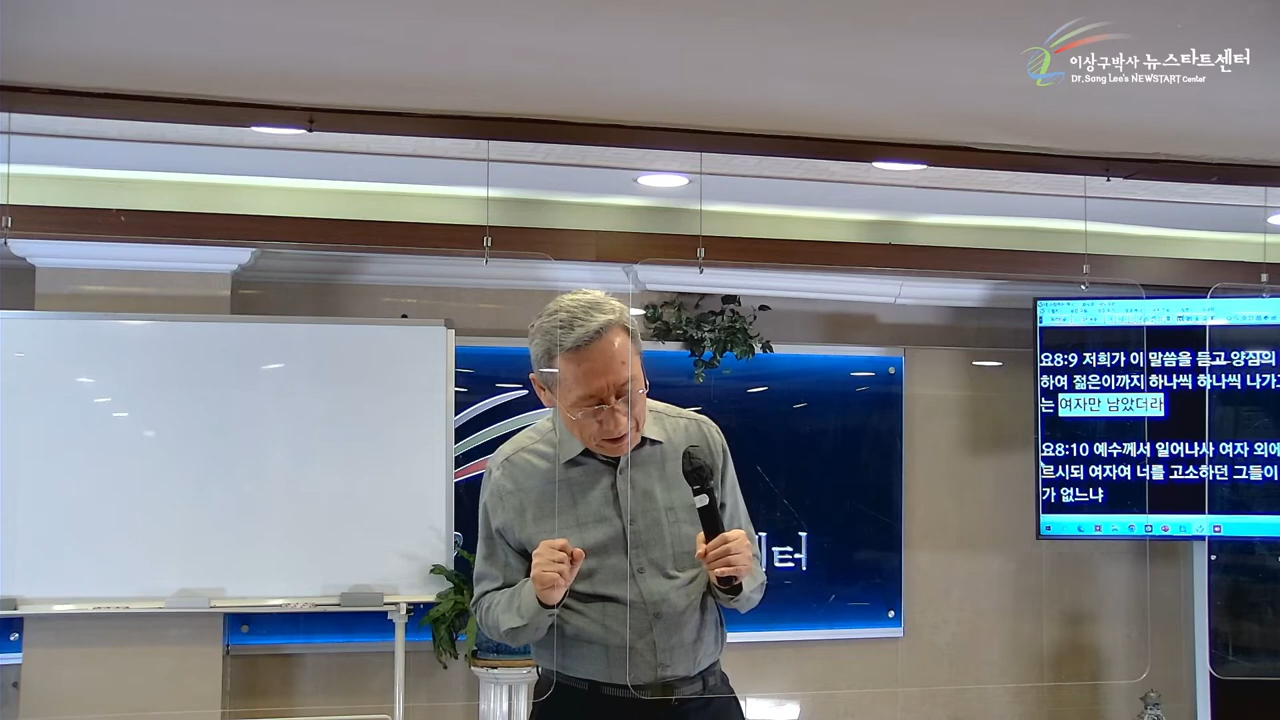 이상구박사 뉴스타트센터
Dr. Sang Lee's NEWSTART Center
요8:9 저희가 이 말씀을 듣고 양심의
하여 젊은이까지 하나씩 하나씩 나가고
는 여자만 남았더라
요8:10 예수께서 일어나사 여자 외에
르시되 여자여 너를 고소하던 그들이
가 없느냐
터